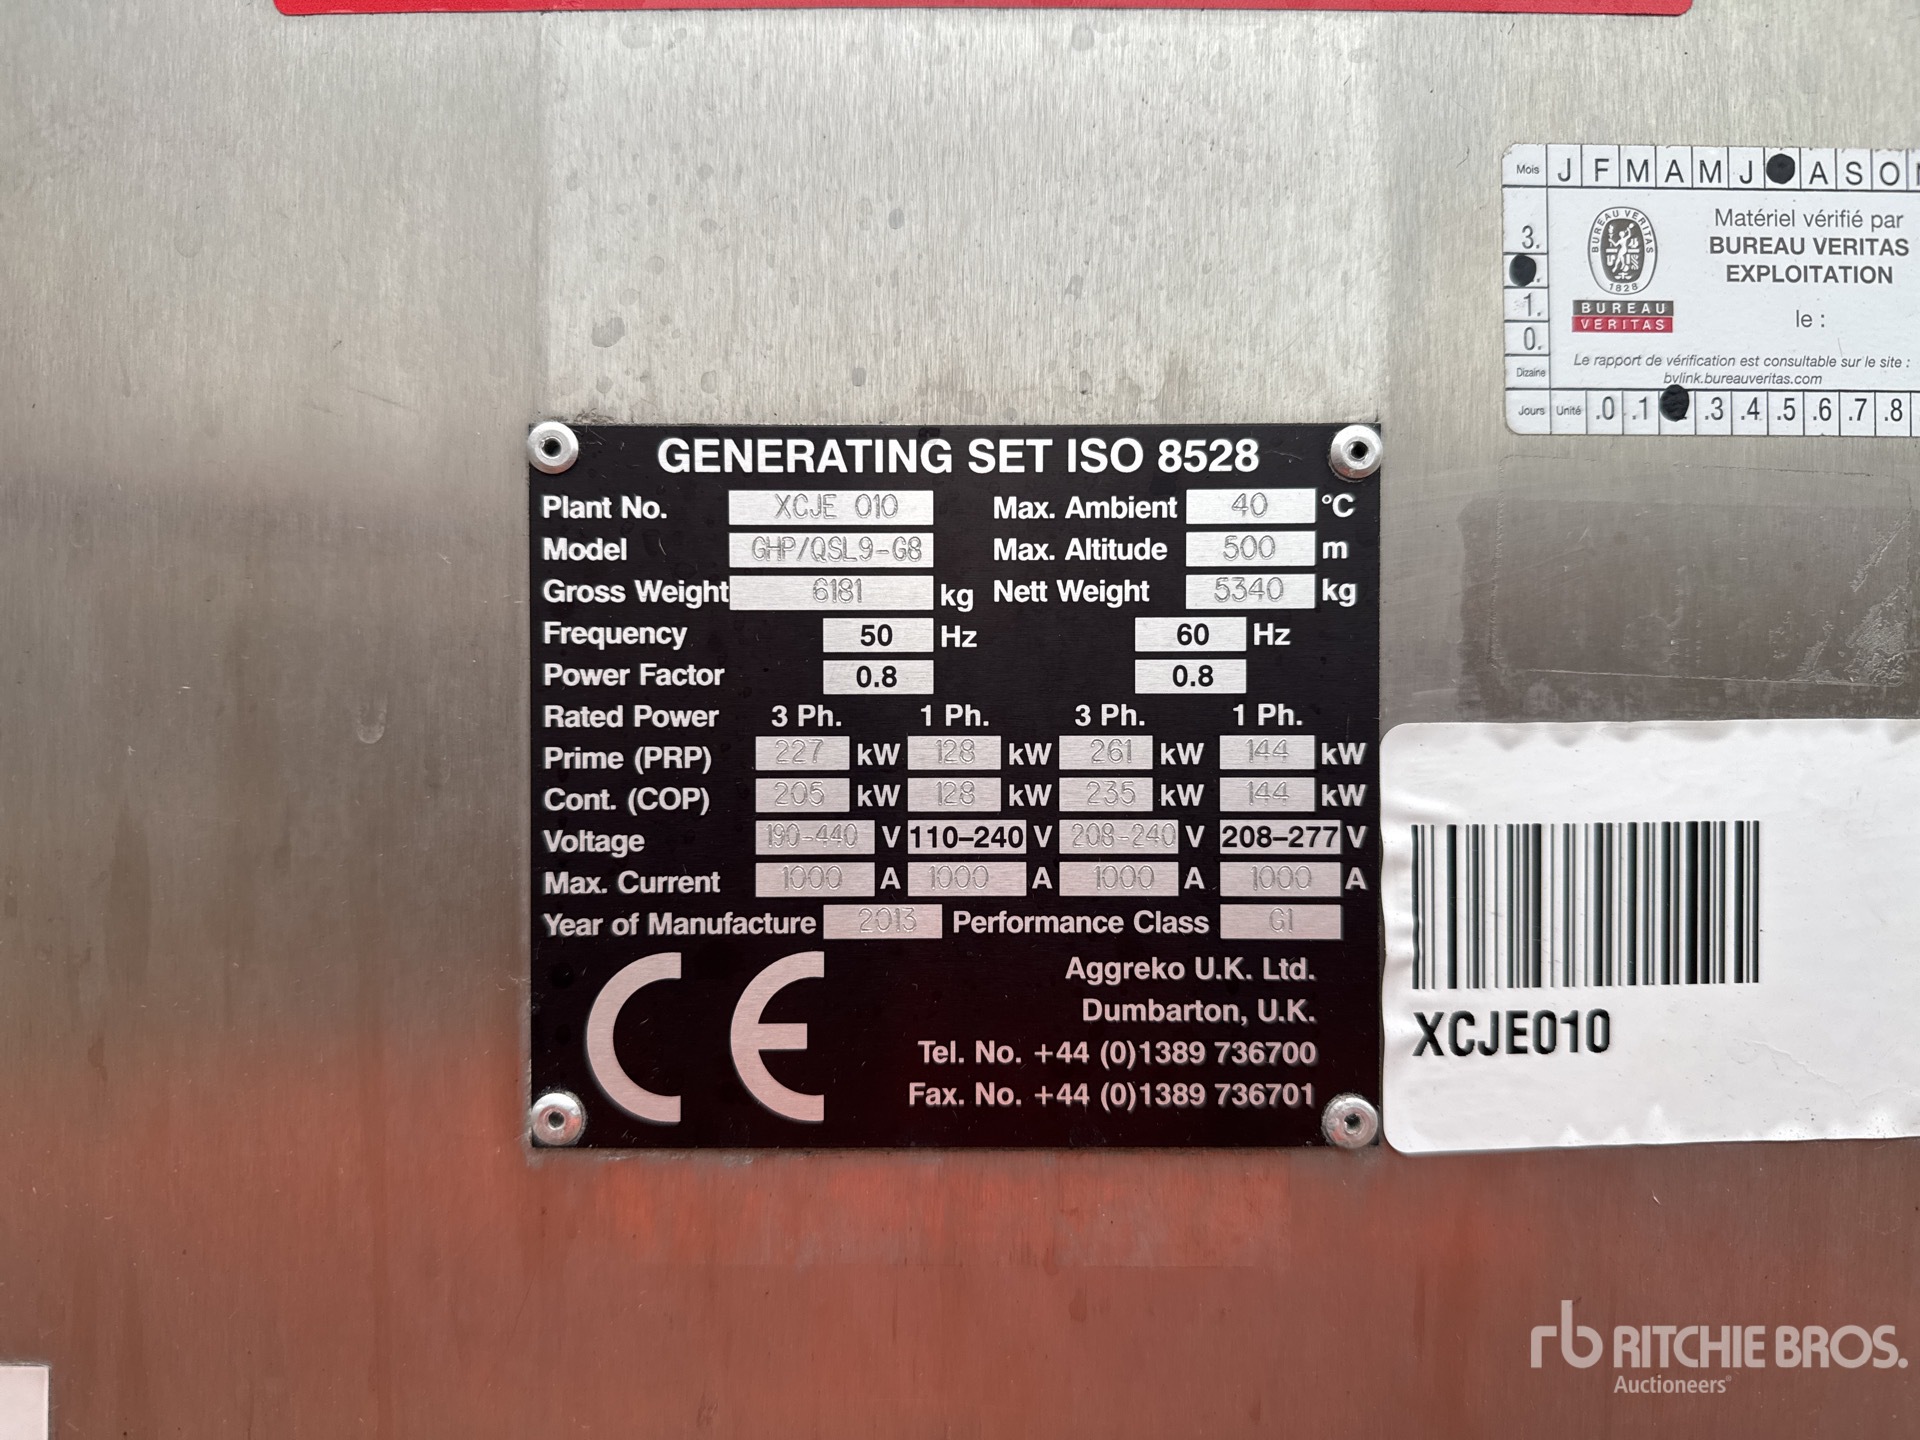 GENERATING SET ISO 8528
Plant No. XCJE 010 Max. Ambient 40 °C
Model GHP/QSL9-G8 Max. Altitude 500 m
Gross Weight 6181 kg Nett Weight 5340 kg
Frequency 50 Hz 60 Hz
Power Factor 0.8 0.8
Rated Power 3 Ph. 1 Ph. 3 Ph. 1 Ph.
Prime (PRP) 227 kW 128 kW 261 kW 144 kW
Cont. (COP) 205 kW 128 kW 235 kW 144 kW
Voltage 190-440 V 110-240 V 208-240 V 208-277 V
Max. Current 1000 A 1000 A 1000 A 1000 A
Year of Manufacture 2013 Performance Class G1
CE
Aggreko U.K. Ltd.
Dumbarton, U.K.
Tel. No. +44 (0)1389 736700
Fax. No. +44 (0)1389 736701
Mois J F M A M J A S O N
3.
1.
0.
Dizaine
BUREAU VERITAS
1828
BUREAU
VERITAS
Matériel vérifié par
BUREAU VERITAS
EXPLOITATION
le :
Le rapport de vérification est consultable sur le site :
bvlink.bureauveritas.com
Jours Unité .0 .1 .3 .4 .5 .6 .7 .8
XCJE010
rb RITCHIE BROS.
Auctioneers